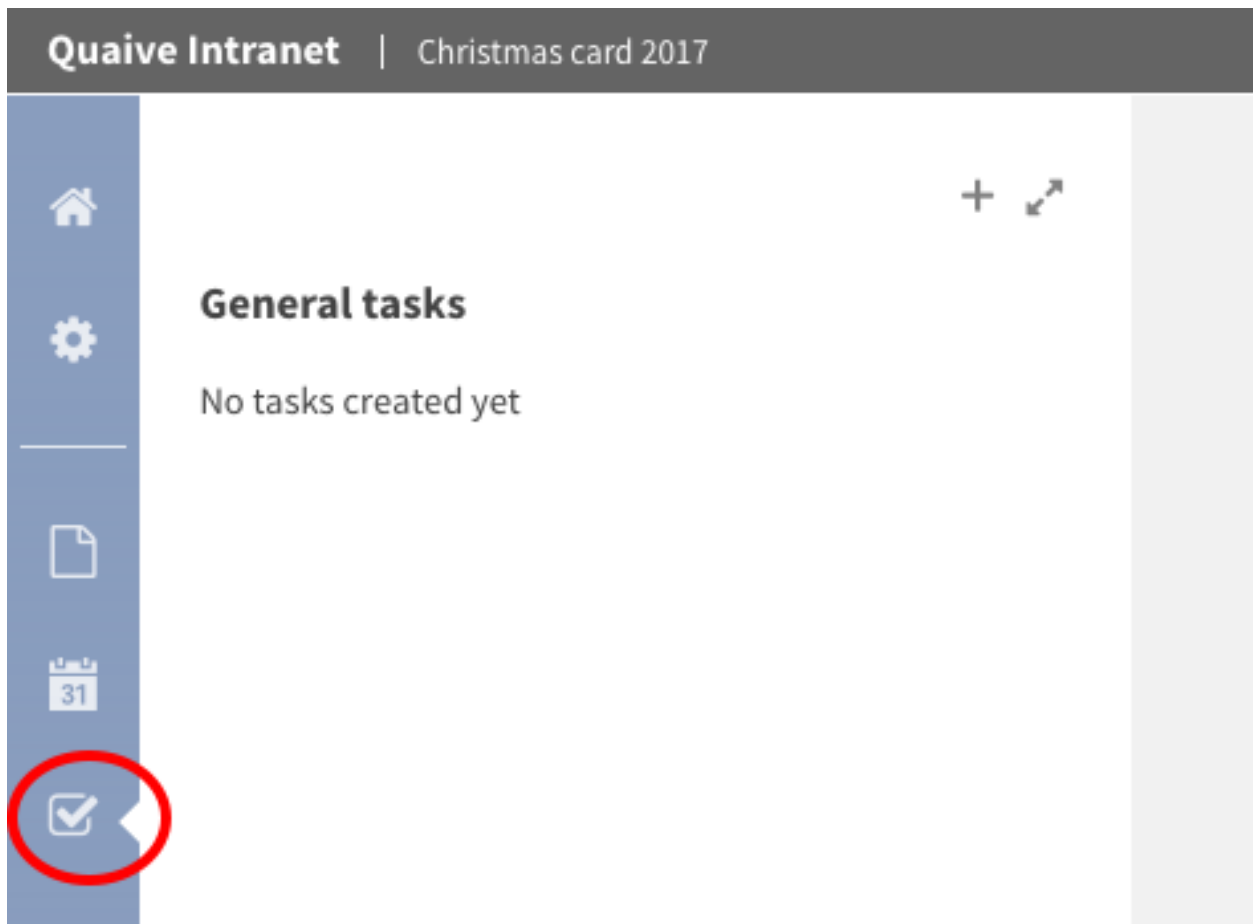 Quaive Intranet | Christmas card 2017
General tasks
No tasks created yet
31